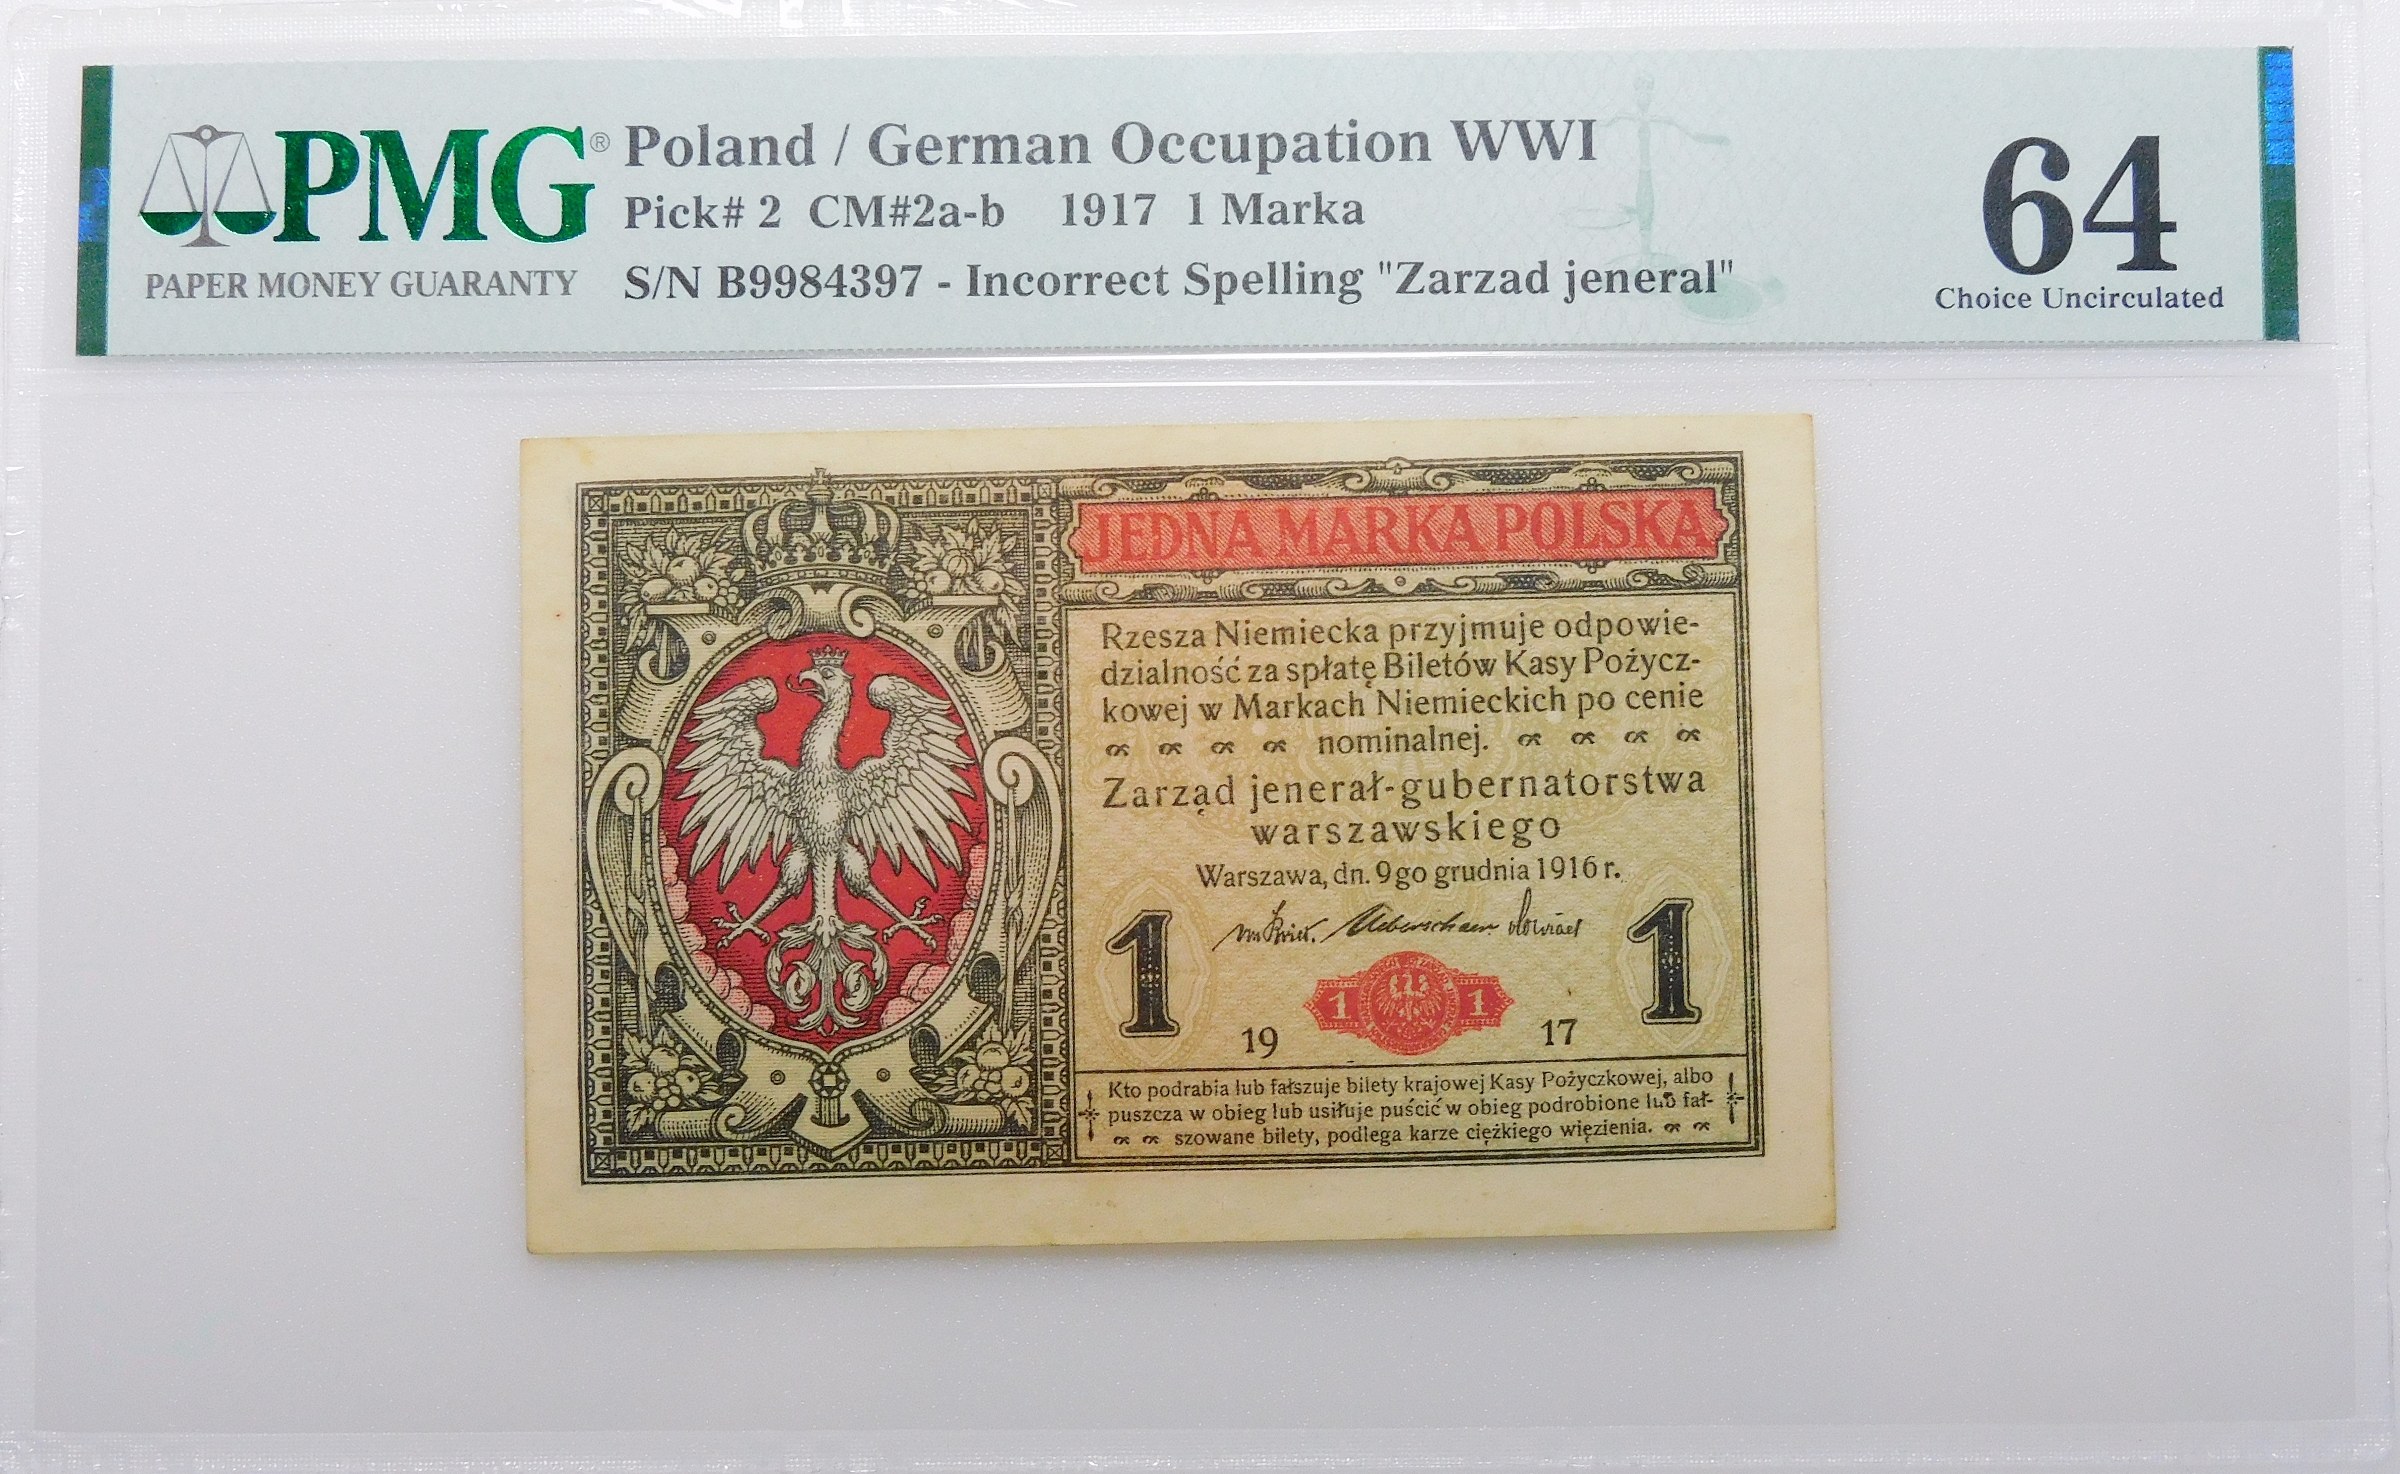 PMG®
PAPER MONEY GUARANTY
Poland / German Occupation WWI
Pick# 2 CM#2a-b 1917 1 Marka
S/N B9984397 - Incorrect Spelling "Zarzad jeneral"
64
Choice Uncirculated
JEDNA MARKA POLSKA
Rzesza Niemiecka przyjmuje odpowie-
dzialność za spłatę Biletów Kasy Pożycz-
kowej w Markach Niemieckich po cenie
nominalnej.
Zarząd jenerał-gubernatorstwa
warszawskiego
Warszawa, dn. 9go grudnia 1916 r.
1 1
1 1
19 17
Kto podrabia lub fałszuje bilety krajowej Kasy Pożyczkowej, albo
puszcza w obieg lub usiłuje puścić w obieg podrobione lub fał-
szowane bilety, podlega karze ciężkiego więzienia.